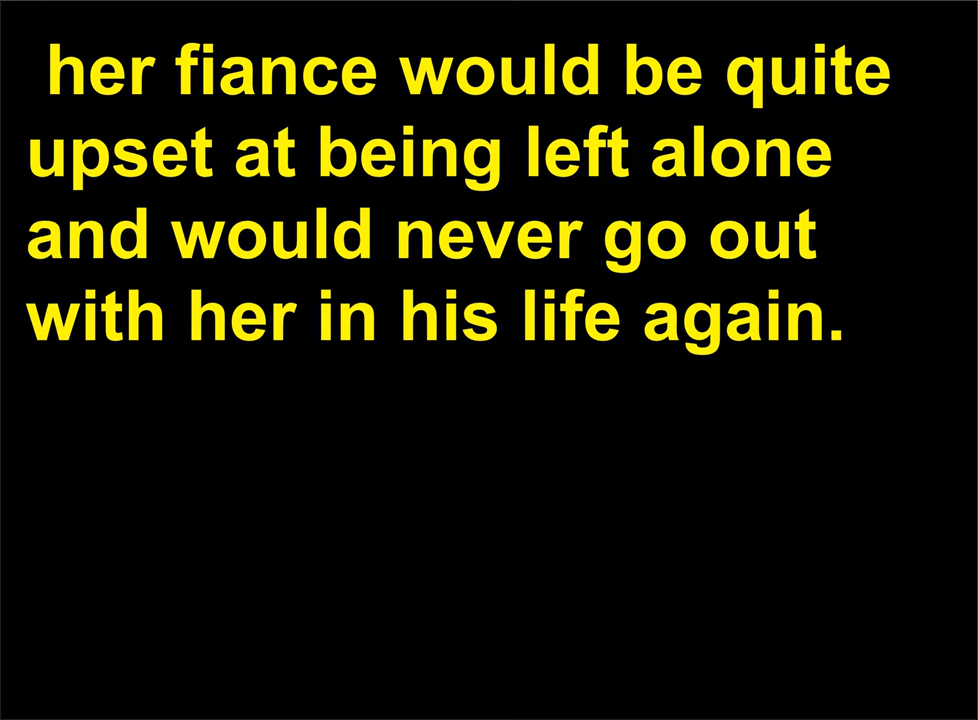 her fiance would be quite
upset at being left alone
and would never go out
with her in his life again.